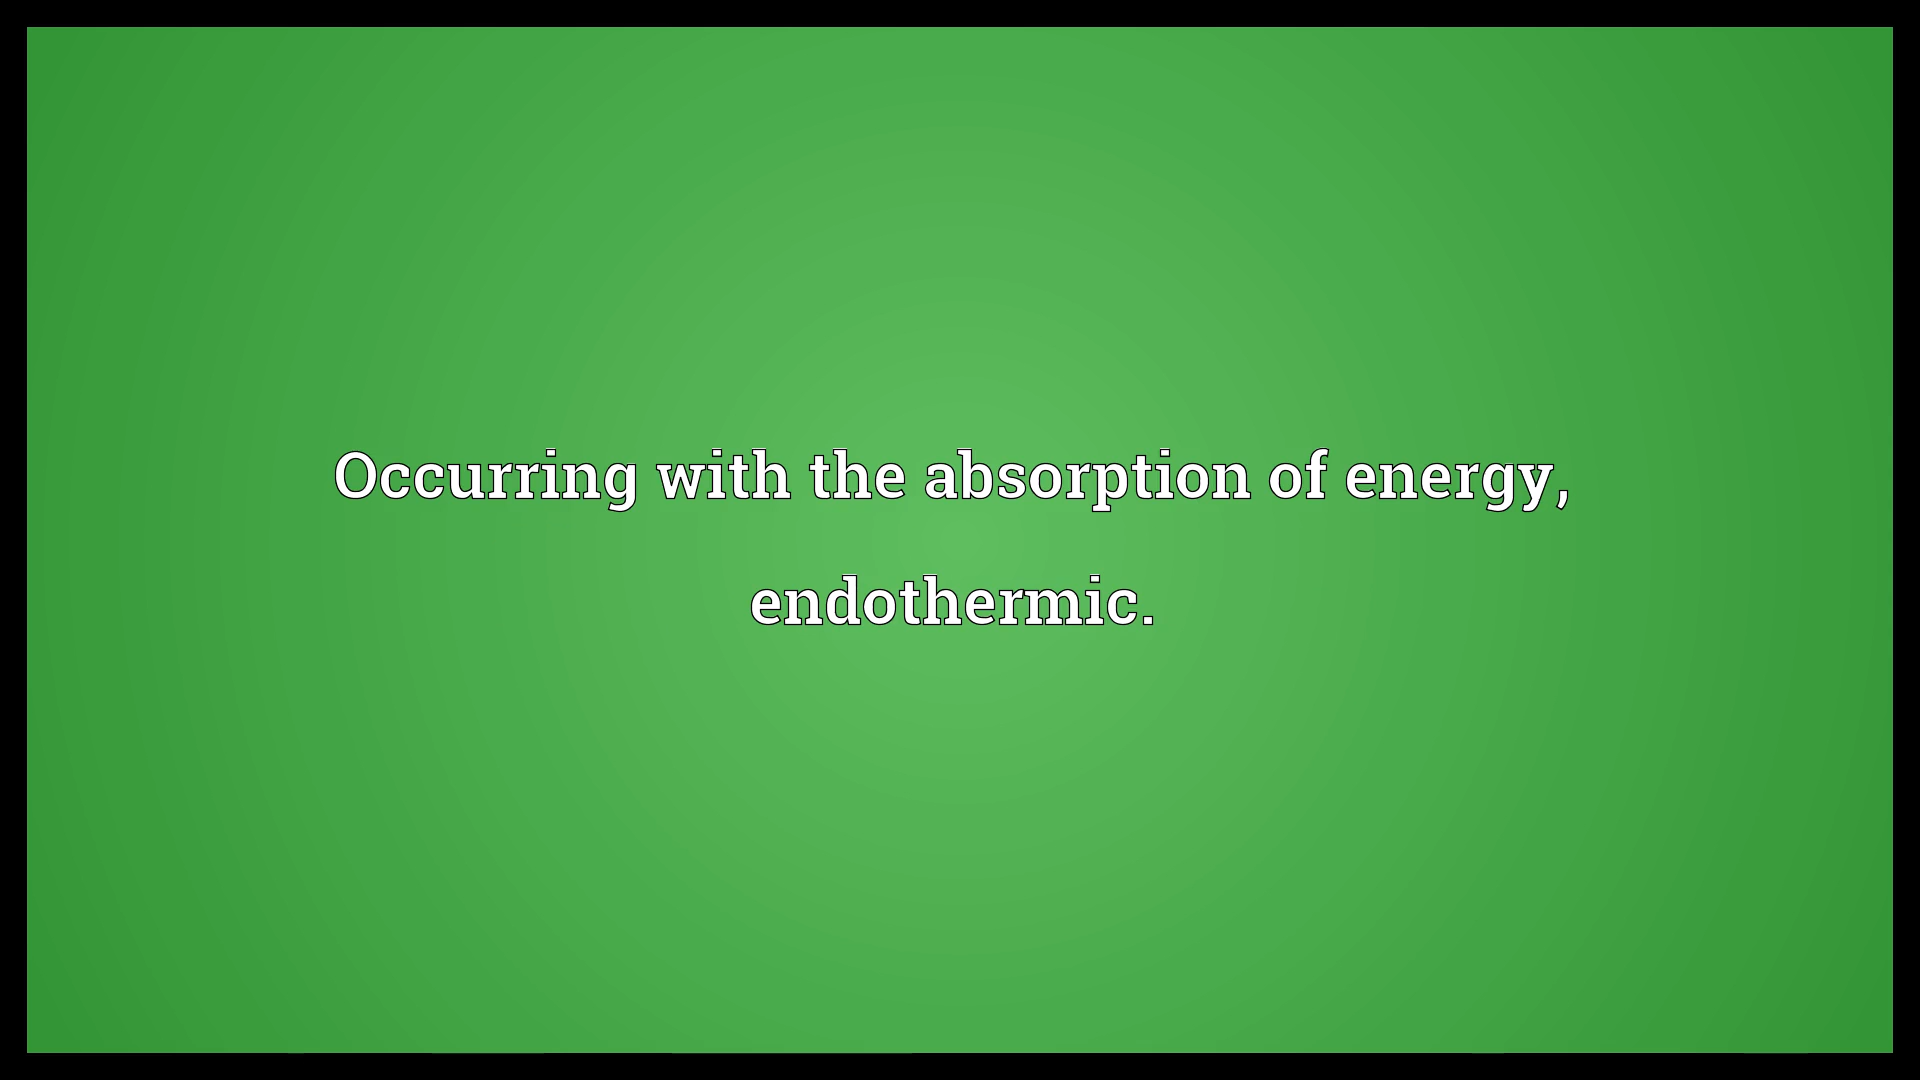 Occurring with the absorption of energy,
endothermic.